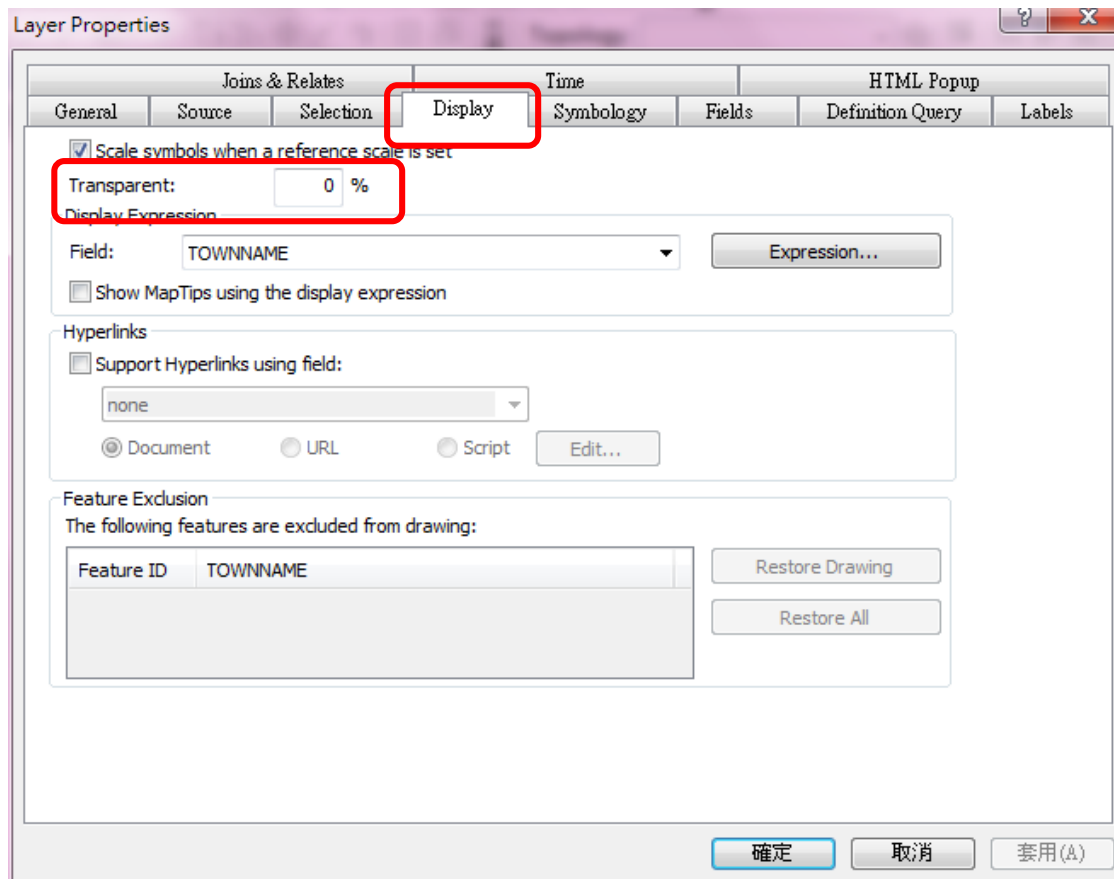 Layer Properties
Joins & Relates Time HTML Popup
General Source Selection Display Symbology Fields Definition Query Labels
Scale symbols when a reference scale is set
Transparent: 0 %
Display Expression
Field: TOWNNAME Expression...
Show MapTips using the display expression
Hyperlinks
Support Hyperlinks using field:
none
Document URL Script Edit...
Feature Exclusion
The following features are excluded from drawing:
Feature ID TOWNNAME
Restore Drawing
Restore All
確定 取消 套用(A)